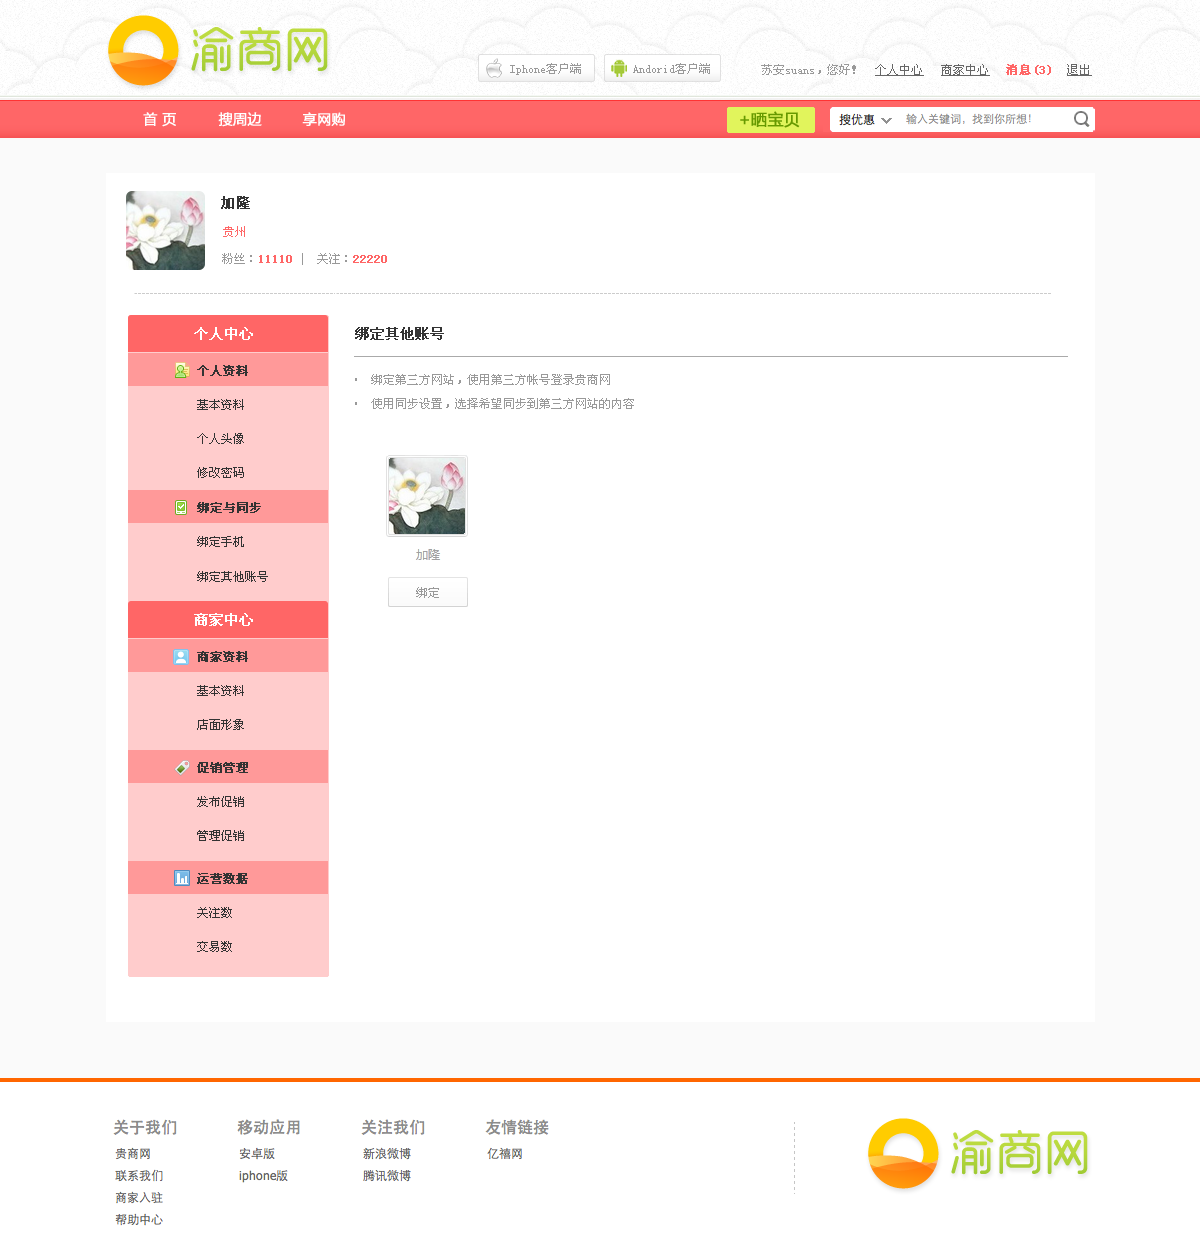 渝商网
Iphone客户端
Andorid客户端
苏安suans，您好！ 个人中心 商家中心 消息(3) 退出
首 页 搜周边 享网购
+晒宝贝
搜优惠 输入关键词，找到你所想！
加隆
贵州
粉丝：11110 | 关注：22220
个人中心
个人资料
基本资料
个人头像
修改密码
绑定与同步
绑定手机
绑定其他账号
商家中心
商家资料
基本资料
店面形象
促销管理
发布促销
管理促销
运营数据
关注数
交易数
绑定其他账号
· 绑定第三方网站，使用第三方帐号登录贵商网
· 使用同步设置，选择希望同步到第三方网站的内容
加隆
绑定
关于我们
贵商网
联系我们
商家入驻
帮助中心
移动应用
安卓版
iphone版
关注我们
新浪微博
腾讯微博
友情链接
亿禧网
渝商网